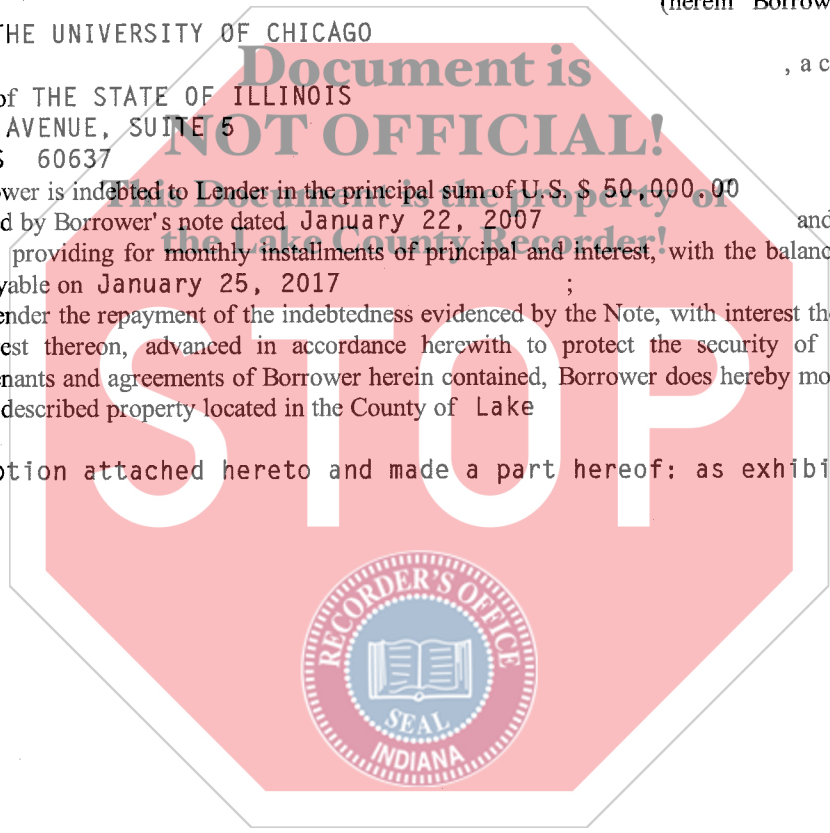 (herein "Borrow
THE UNIVERSITY OF CHICAGO
, a c
of THE STATE OF ILLINOIS
AVENUE, SUITE 5
S 60637
wer is indebted to Lender in the principal sum of U.S. $ 50,000.00
d by Borrower's note dated January 22, 2007 and
providing for monthly installments of principal and interest, with the balanc
yable on January 25, 2017 ;
ender the repayment of the indebtedness evidenced by the Note, with interest th
est thereon, advanced in accordance herewith to protect the security of
nants and agreements of Borrower herein contained, Borrower does hereby mo
described property located in the County of Lake
ption attached hereto and made a part hereof: as exhibi
Document is
NOT OFFICIAL!
This Document is the property of
the Lake County Recorder!
STOP
RECORDER'S OFFICE
SEAL
INDIANA